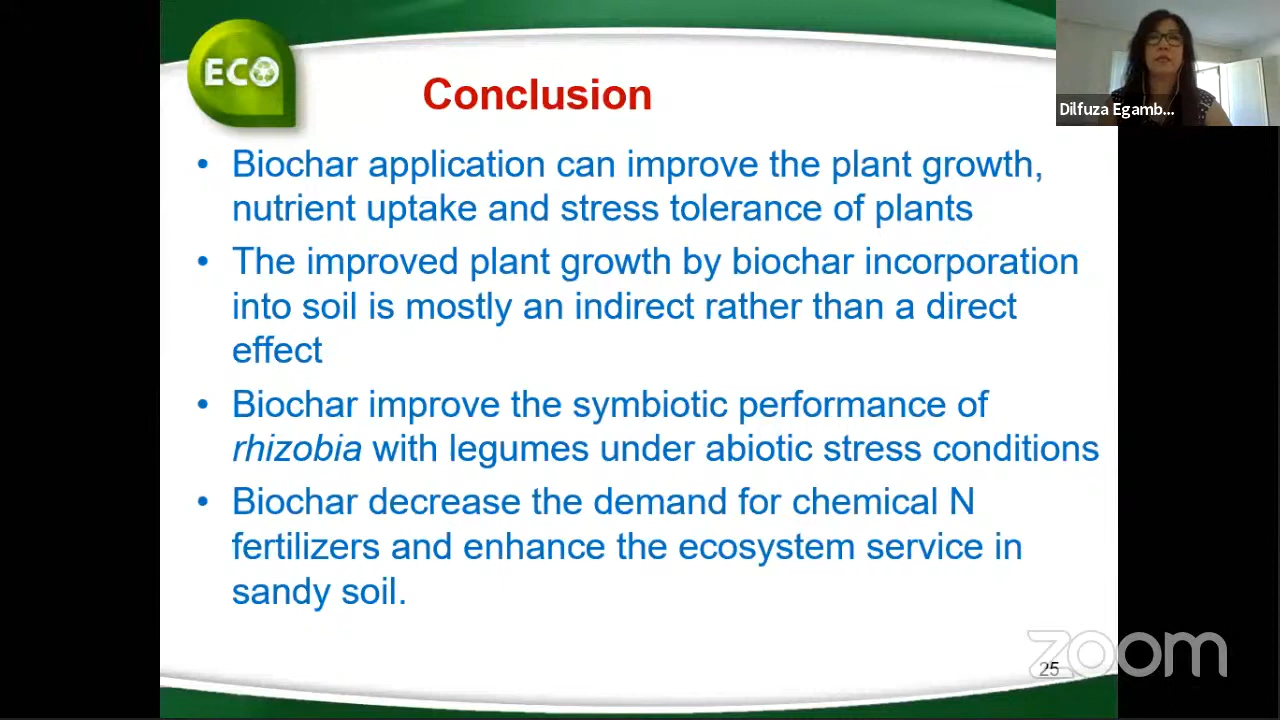 ECO
Conclusion
Dilfuza Egamb...
• Biochar application can improve the plant growth,
nutrient uptake and stress tolerance of plants
• The improved plant growth by biochar incorporation
into soil is mostly an indirect rather than a direct
effect
• Biochar improve the symbiotic performance of
rhizobia with legumes under abiotic stress conditions
• Biochar decrease the demand for chemical N
fertilizers and enhance the ecosystem service in
sandy soil.
zoom
25